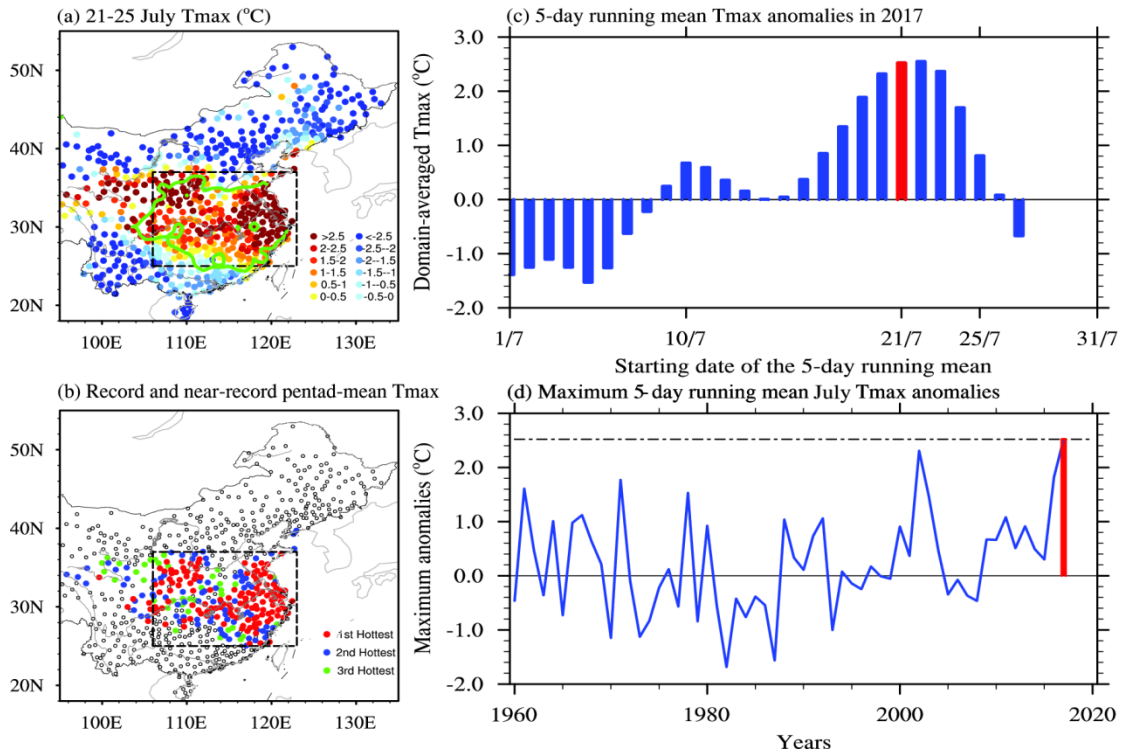 (a) 21-25 July Tmax (°C)
50N
40N
30N
20N
100E 110E 120E 130E
>2.5 <-2.5
2-2.5 -2.5--2
1.5-2 -2--1.5
1-1.5 -1.5--1
0.5-1 -1--0.5
0-0.5 -0.5-0
(c) 5-day running mean Tmax anomalies in 2017
Domain-averaged Tmax (°C)
3.0
2.0
1.0
0.0
-1.0
-2.0
1/7 10/7 21/7 25/7 31/7
Starting date of the 5-day running mean
(b) Record and near-record pentad-mean Tmax
50N
40N
30N
20N
100E 110E 120E 130E
1st Hottest
2nd Hottest
3rd Hottest
(d) Maximum 5-day running mean July Tmax anomalies
Maximum anomalies (°C)
3.0
2.0
1.0
0.0
-1.0
-2.0
1960 1980 2000 2020
Years